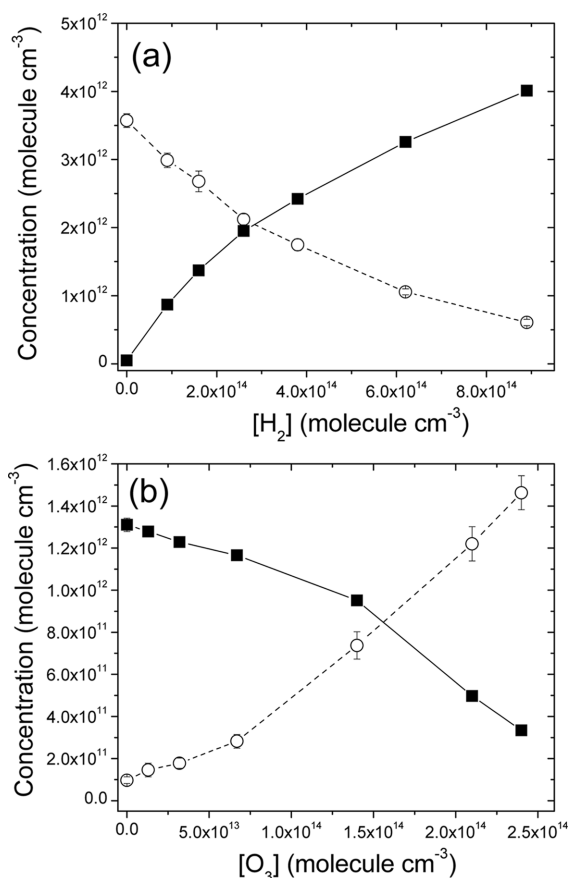 (a)
Concentration (molecule cm⁻³)
5x10¹²
4x10¹²
3x10¹²
2x10¹²
1x10¹²
0
0.0 2.0x10¹⁴ 4.0x10¹⁴ 6.0x10¹⁴ 8.0x10¹⁴
[H₂] (molecule cm⁻³)
(b)
Concentration (molecule cm⁻³)
1.6x10¹²
1.4x10¹²
1.2x10¹²
1.0x10¹²
8.0x10¹¹
6.0x10¹¹
4.0x10¹¹
2.0x10¹¹
0.0
0.0 5.0x10¹³ 1.0x10¹⁴ 1.5x10¹⁴ 2.0x10¹⁴ 2.5x10¹⁴
[O₃] (molecule cm⁻³)